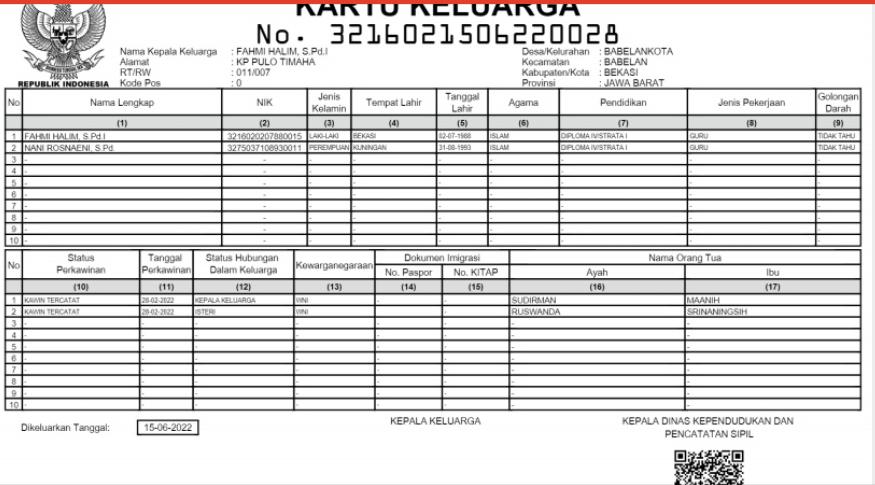 KARTU KELUARGA
No. 3216021506220028
REPUBLIK INDONESIA
Nama Kepala Keluarga : FAHMI HALIM, S.Pd.I
Alamat : KP PULO TIMAHA
RT/RW : 011/007
Kode Pos : 0
Desa/Kelurahan : BABELANKOTA
Kecamatan : BABELAN
Kabupaten/Kota : BEKASI
Provinsi : JAWA BARAT
No Nama Lengkap NIK Jenis Kelamin Tempat Lahir Tanggal Lahir Agama Pendidikan Jenis Pekerjaan Golongan Darah
(1) (2) (3) (4) (5) (6) (7) (8) (9)
1 FAHMI HALIM, S.Pd.I 3216020207880015 LAKI-LAKI BEKASI 02-07-1988 ISLAM DIPLOMA IV/STRATA I GURU TIDAK TAHU
2 NANI ROSNAENI, S.Pd. 3275037108930011 PEREMPUAN KUNINGAN 31-08-1993 ISLAM DIPLOMA IV/STRATA I GURU TIDAK TAHU
3 - - - - - - - - -
4 - - - - - - - - -
5 - - - - - - - - -
6 - - - - - - - - -
7 - - - - - - - - -
8 - - - - - - - - -
9 - - - - - - - - -
10 - - - - - - - - -
No Status Perkawinan Tanggal Perkawinan Status Hubungan Dalam Keluarga Kewarganegaraan Dokumen Imigrasi Nama Orang Tua
No. Paspor No. KITAP Ayah Ibu
(10) (11) (12) (13) (14) (15) (16) (17)
1 KAWIN TERCATAT 28-02-2022 KEPALA KELUARGA WNI - - SUDIRMAN MAANIH
2 KAWIN TERCATAT 28-02-2022 ISTERI WNI - - RUSWANDA SRINANINGSIH
3 - - - - - - - -
4 - - - - - - - -
5 - - - - - - - -
6 - - - - - - - -
7 - - - - - - - -
8 - - - - - - - -
9 - - - - - - - -
10 - - - - - - - -
Dikeluarkan Tanggal: 15-06-2022
KEPALA KELUARGA
KEPALA DINAS KEPENDUDUKAN DAN
PENCATATAN SIPIL